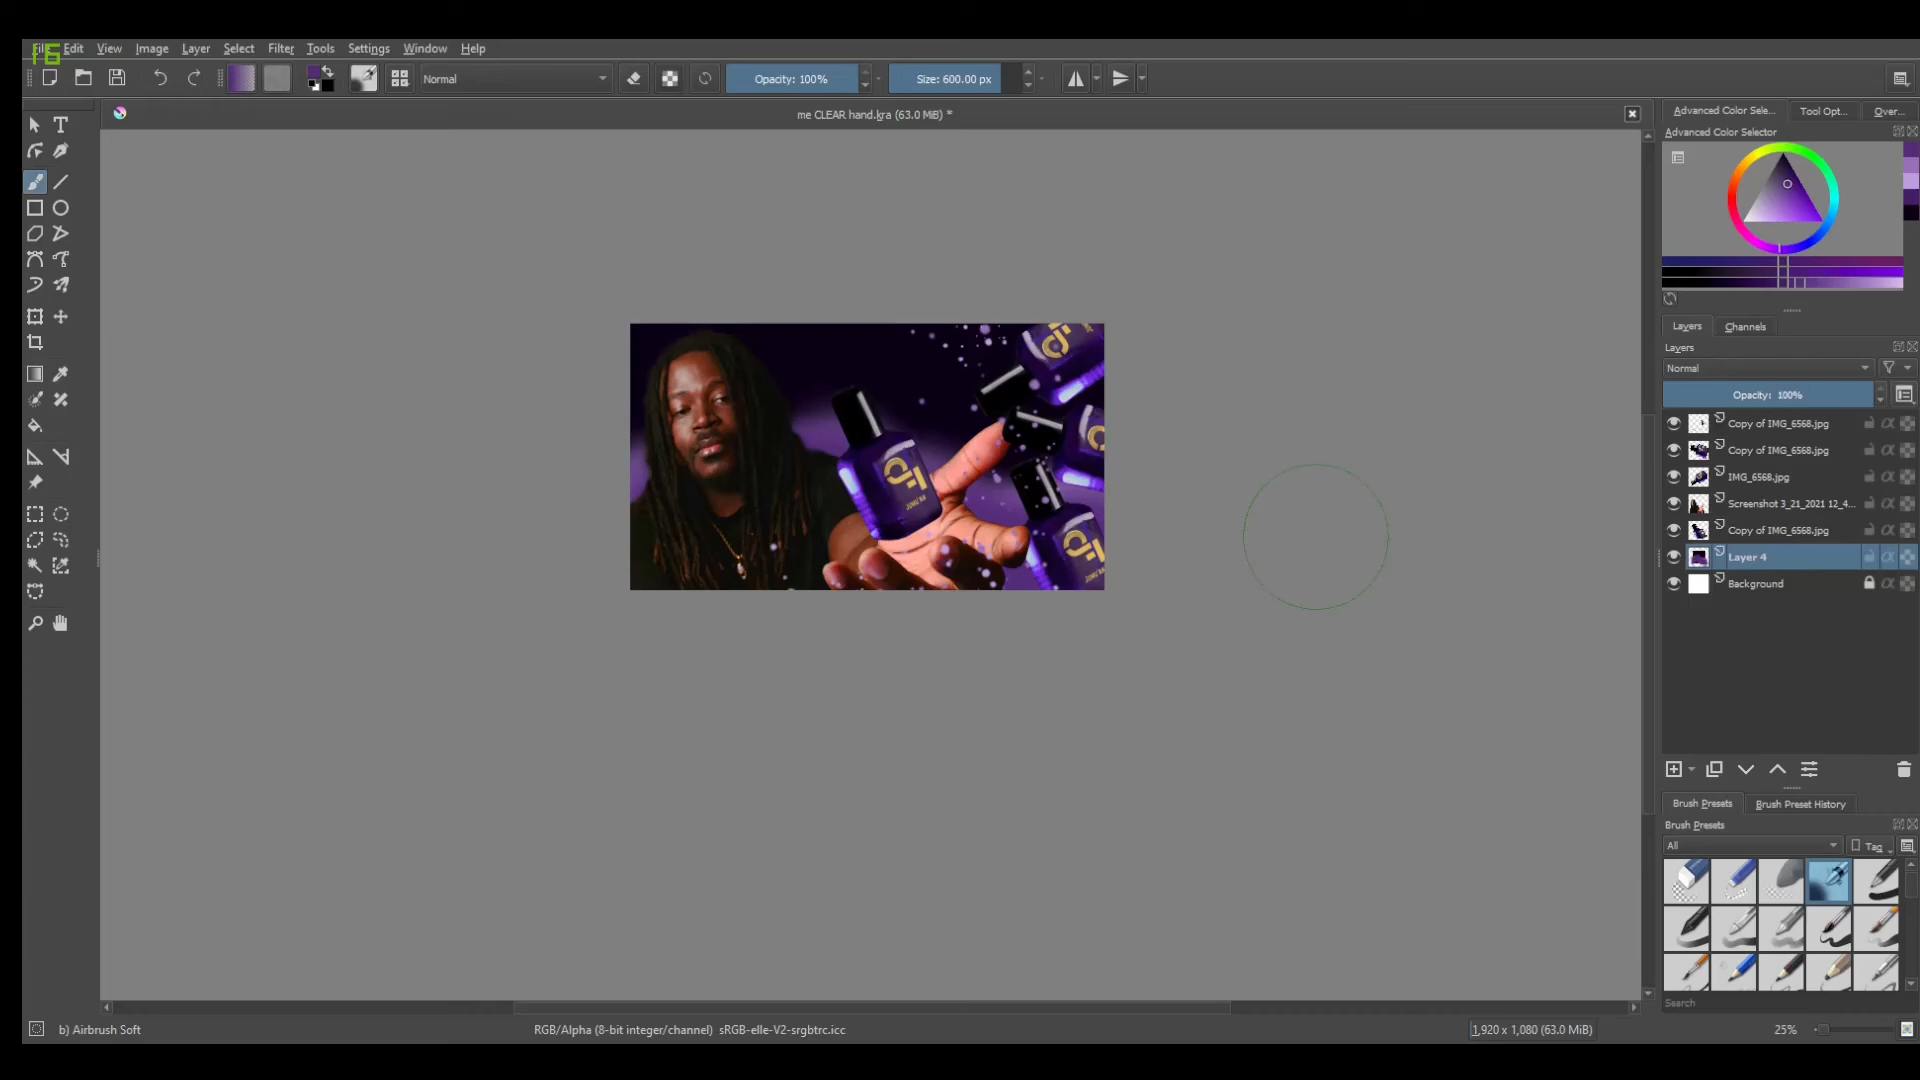 File Edit View Image Layer Select Filter Tools Settings Window Help
16
Normal
Opacity: 100%
Size: 600.00 px
me CLEAR hand.kra (63.0 MiB) *
Advanced Color Sele...
Tool Opt...
Over...
Advanced Color Selector
Layers
Channels
Layers
Normal
Opacity: 100%
Copy of IMG_6568.jpg
Copy of IMG_6568.jpg
IMG_6568.jpg
Screenshot 3_21_2021 12_4...
Copy of IMG_6568.jpg
Layer 4
Background
Brush Presets
Brush Preset History
Brush Presets
All
Tag
Search
b) Airbrush Soft
RGB/Alpha (8-bit integer/channel) sRGB-elle-V2-srgbtrc.icc
1,920 x 1,080 (63.0 MiB)
25%